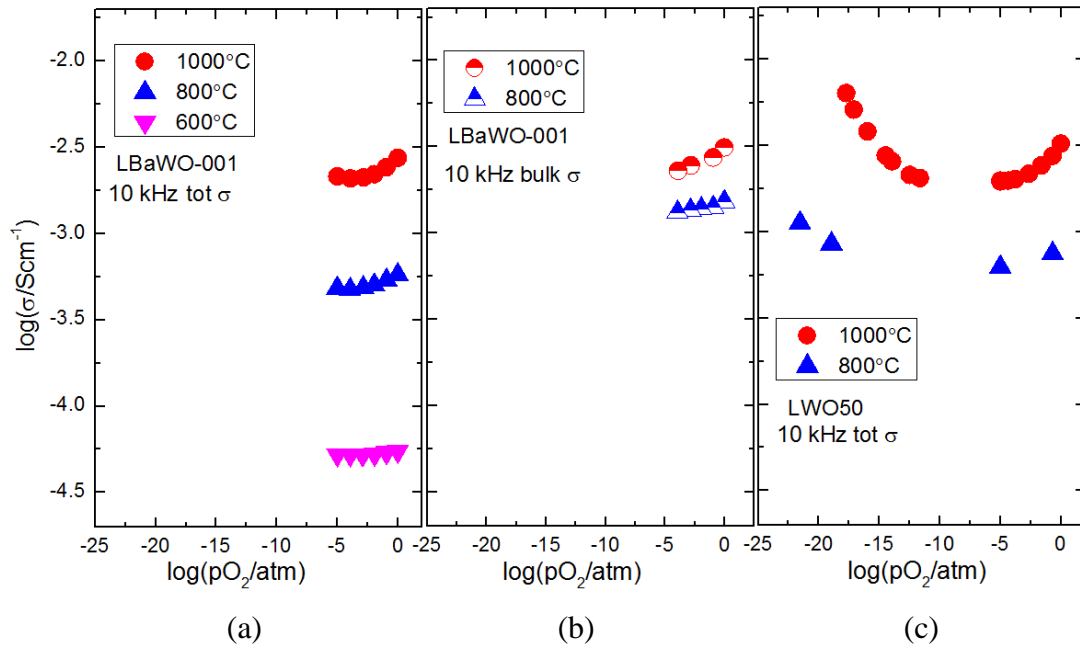 log(σ/Scm⁻¹)
-2.0
-2.5
-3.0
-3.5
-4.0
-4.5
1000°C
800°C
600°C
LBaWO-001
10 kHz tot σ
-25 -20 -15 -10 -5 0
log(pO₂/atm)
(a)
1000°C
800°C
LBaWO-001
10 kHz bulk σ
-25 -20 -15 -10 -5 0
log(pO₂/atm)
(b)
1000°C
800°C
LWO50
10 kHz tot σ
-25 -20 -15 -10 -5 0
log(pO₂/atm)
(c)